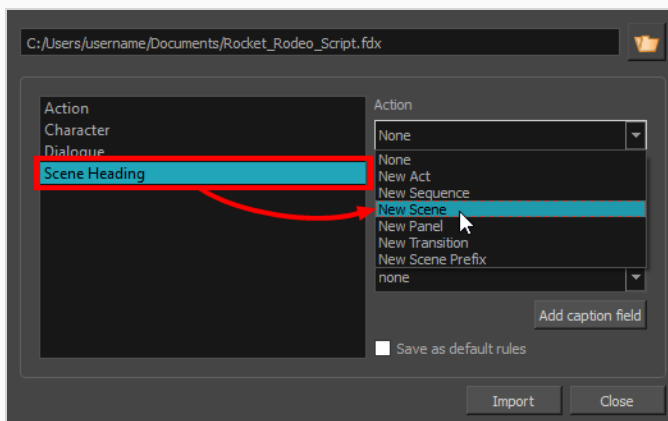 C:/Users/username/Documents/Rocket_Rodeo_Script.fdx
Action
Character
Dialogue
Scene Heading
Action
None
None
New Act
New Sequence
New Scene
New Panel
New Transition
New Scene Prefix
none
Add caption field
Save as default rules
Import
Close